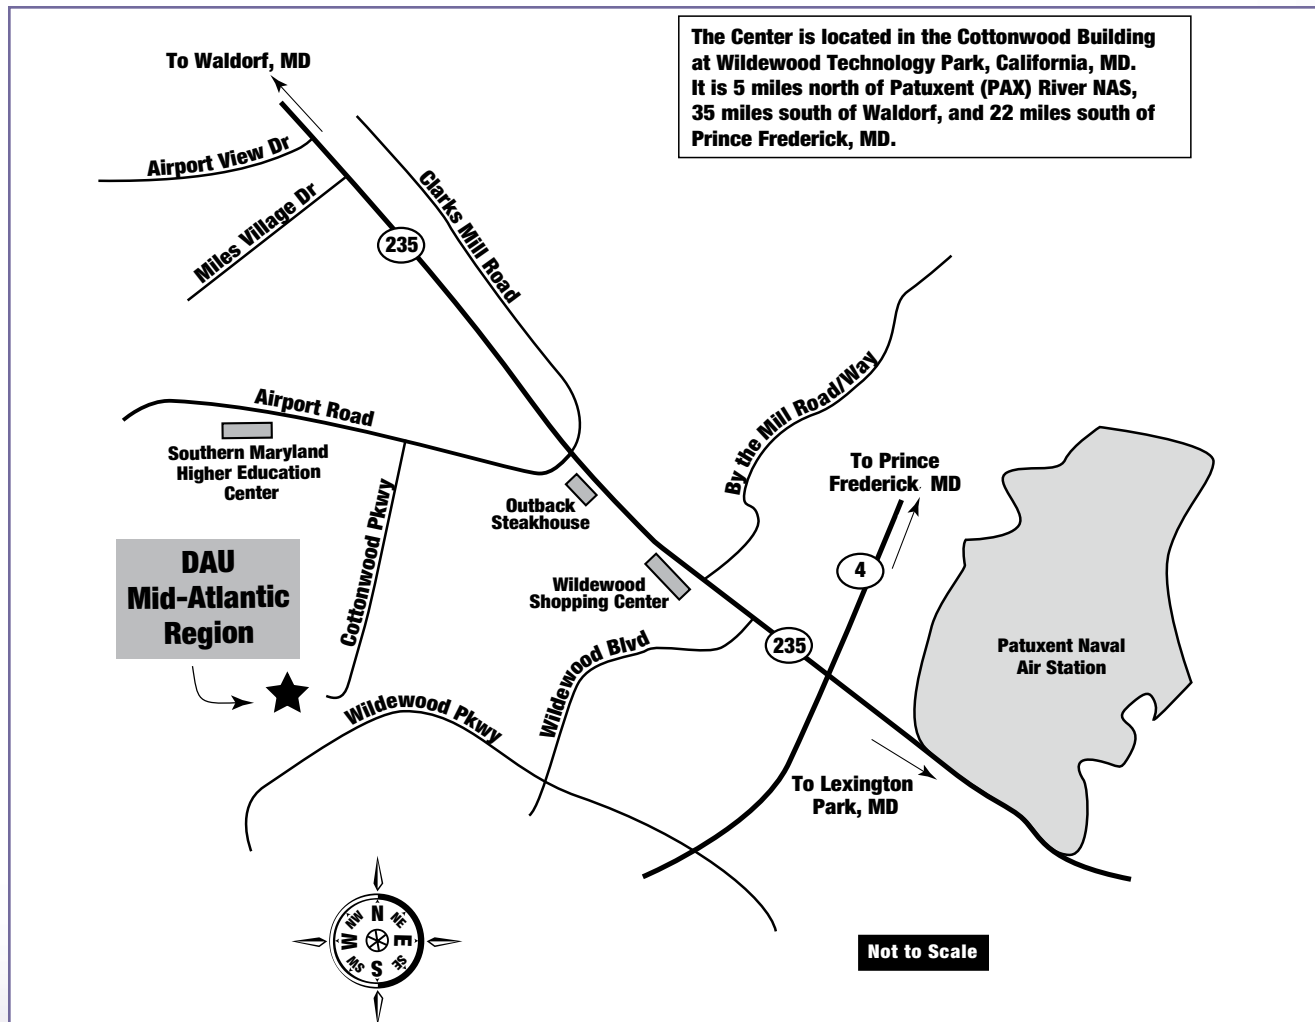 The Center is located in the Cottonwood Building
at Wildewood Technology Park, California, MD.
It is 5 miles north of Patuxent (PAX) River NAS,
35 miles south of Waldorf, and 22 miles south of
Prince Frederick, MD.
To Waldorf, MD
Airport View Dr
Miles Village Dr
235
Clarks Mill Road
By the Mill Road/Way
Airport Road
Southern Maryland
Higher Education
Center
Cottonwood Pkwy
Outback
Steakhouse
To Prince
Frederick MD
4
DAU
Mid-Atlantic
Region
Wildewood
Shopping Center
Wildewood Blvd
235
Patuxent Naval
Air Station
Wildewood Pkwy
To Lexington
Park, MD
N
NE
E
SE
S
SW
W
NW
Not to Scale